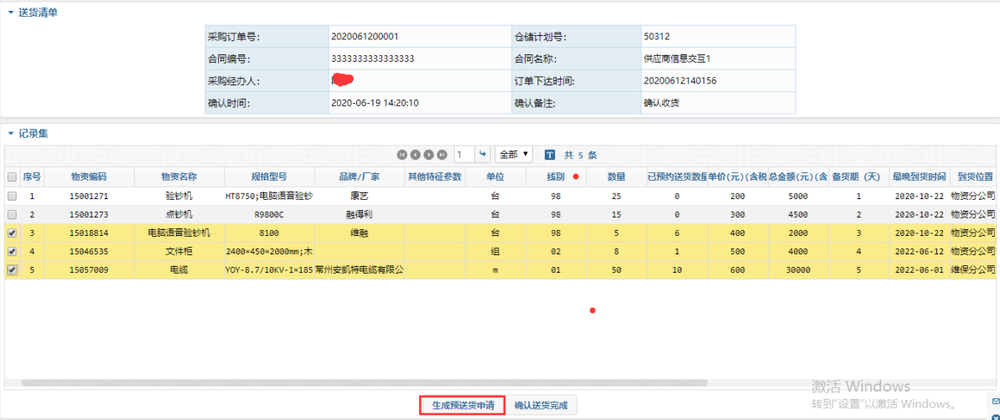 送货清单
采购订单号: 2020061200001 仓储计划号: 50312
合同编号: 3333333333333333 合同名称: 供应商信息交互1
采购经办人: 订单下达时间: 20200612140156
确认时间: 2020-06-19 14:20:10 确认备注: 确认收货
记录集
1 全部 T 共 5 条
序号 物资编码 物资名称 规格型号 品牌/厂家 其他特征参数 单位 线别 数量 已预约送货数量 单价(元)(含税 总金额(元)(含 备货期 (天) 最晚到货时间 到货位置
1 15001271 验钞机 HT8750;电脑语音验钞 康艺 台 98 25 0 200 5000 1 2020-10-22 物资分公司
2 15001273 点钞机 R9800C 融得利 台 98 15 0 300 4500 2 2020-10-22 物资分公司
3 15018814 电脑语音验钞机 8100 维融 台 98 5 6 400 2000 3 2020-10-22 物资分公司
4 15046535 文件柜 2400×450×2000mm;木 组 02 8 1 500 4000 4 2022-06-12 物资分公司
5 15057009 电缆 YOY-8.7/10KV-1×185 常州安凯特电缆有限公 m 01 50 10 600 30000 5 2022-06-01 维保分公司
生成预送货申请 确认送货完成
激活 Windows
转到"设置"以激活 Windows。